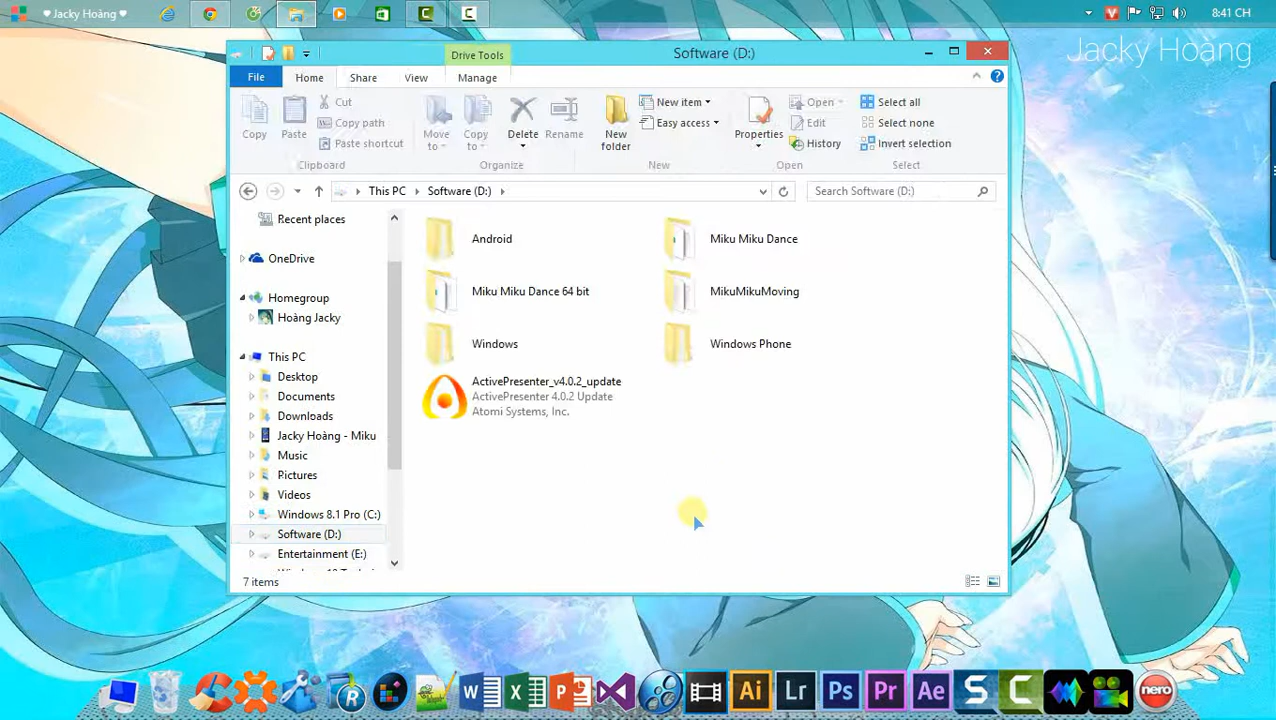 ♥ Jacky Hoàng ♥
8:41 CH
Jacky Hoàng
Drive Tools
Software (D:)
File
Home
Share
View
Manage
Copy
Paste
Cut
Copy path
Paste shortcut
Clipboard
Move to
Copy to
Delete
Rename
Organize
New folder
New item
Easy access
New
Properties
Open
Edit
History
Open
Select all
Select none
Invert selection
Select
This PC
Software (D:)
Search Software (D:)
Recent places
OneDrive
Homegroup
Hoàng Jacky
This PC
Desktop
Documents
Downloads
Jacky Hoàng - Miku
Music
Pictures
Videos
Windows 8.1 Pro (C:)
Software (D:)
Entertainment (E:)
Android
Miku Miku Dance
Miku Miku Dance 64 bit
MikuMikuMoving
Windows
Windows Phone
ActivePresenter_v4.0.2_update
ActivePresenter 4.0.2 Update
Atomi Systems, Inc.
7 items
Ai
Lr
Ps
Pr
Ae
nero